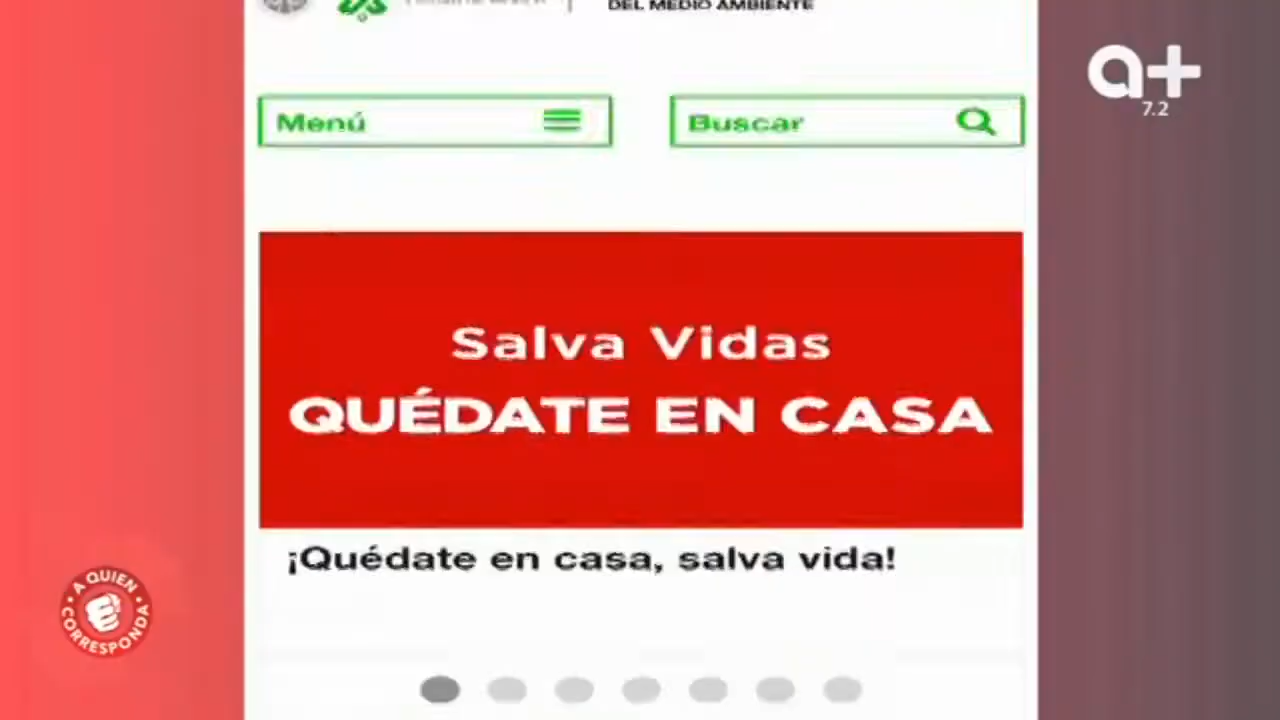 DEL MEDIO AMBIENTE
a+
7.2
Menú
Buscar
Salva Vidas
QUÉDATE EN CASA
¡Quédate en casa, salva vida!
A QUIEN
CORRESPONDA